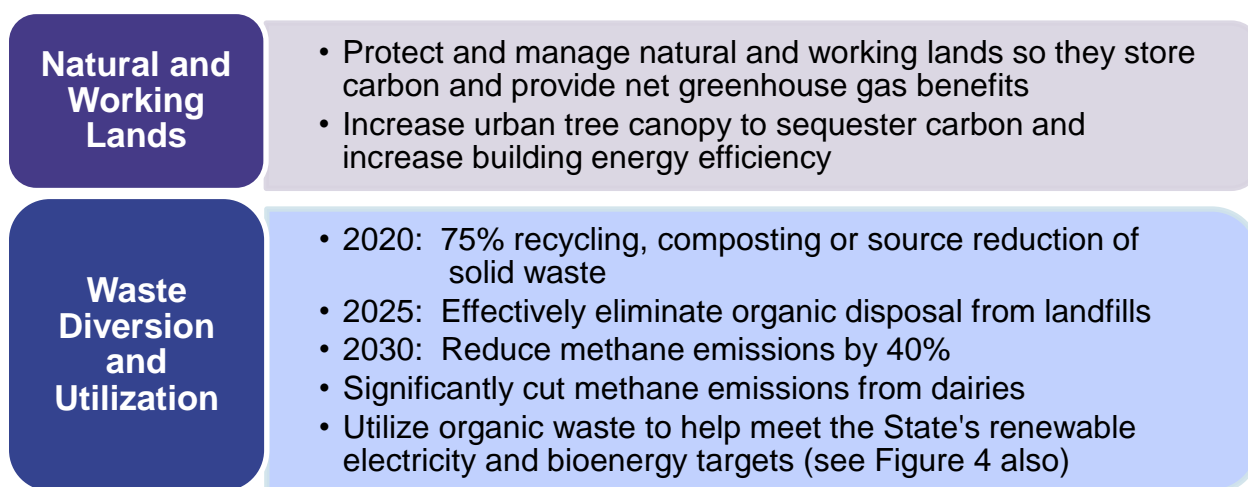 Natural and
Working
Lands
• Protect and manage natural and working lands so they store
carbon and provide net greenhouse gas benefits
• Increase urban tree canopy to sequester carbon and
increase building energy efficiency
Waste
Diversion
and
Utilization
• 2020: 75% recycling, composting or source reduction of
solid waste
• 2025: Effectively eliminate organic disposal from landfills
• 2030: Reduce methane emissions by 40%
• Significantly cut methane emissions from dairies
• Utilize organic waste to help meet the State's renewable
electricity and bioenergy targets (see Figure 4 also)